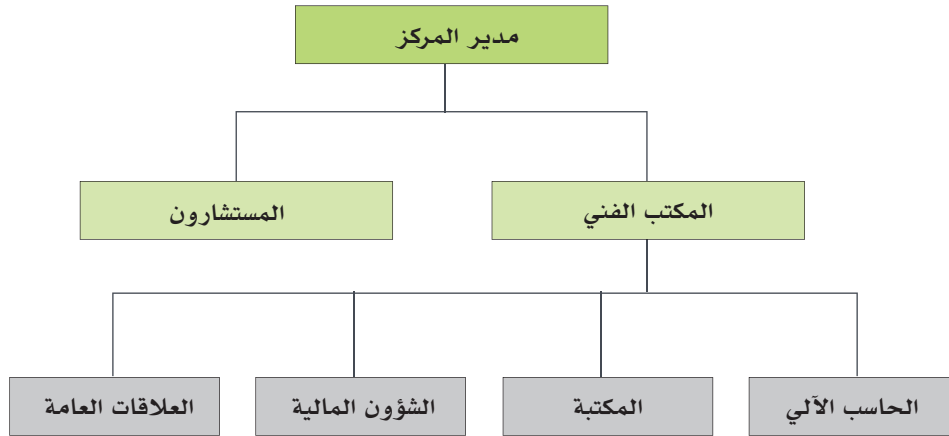 مدير المركز
المكتب الفني
المستشارون
الحاسب الآلي
المكتبة
الشؤون المالية
العلاقات العامة